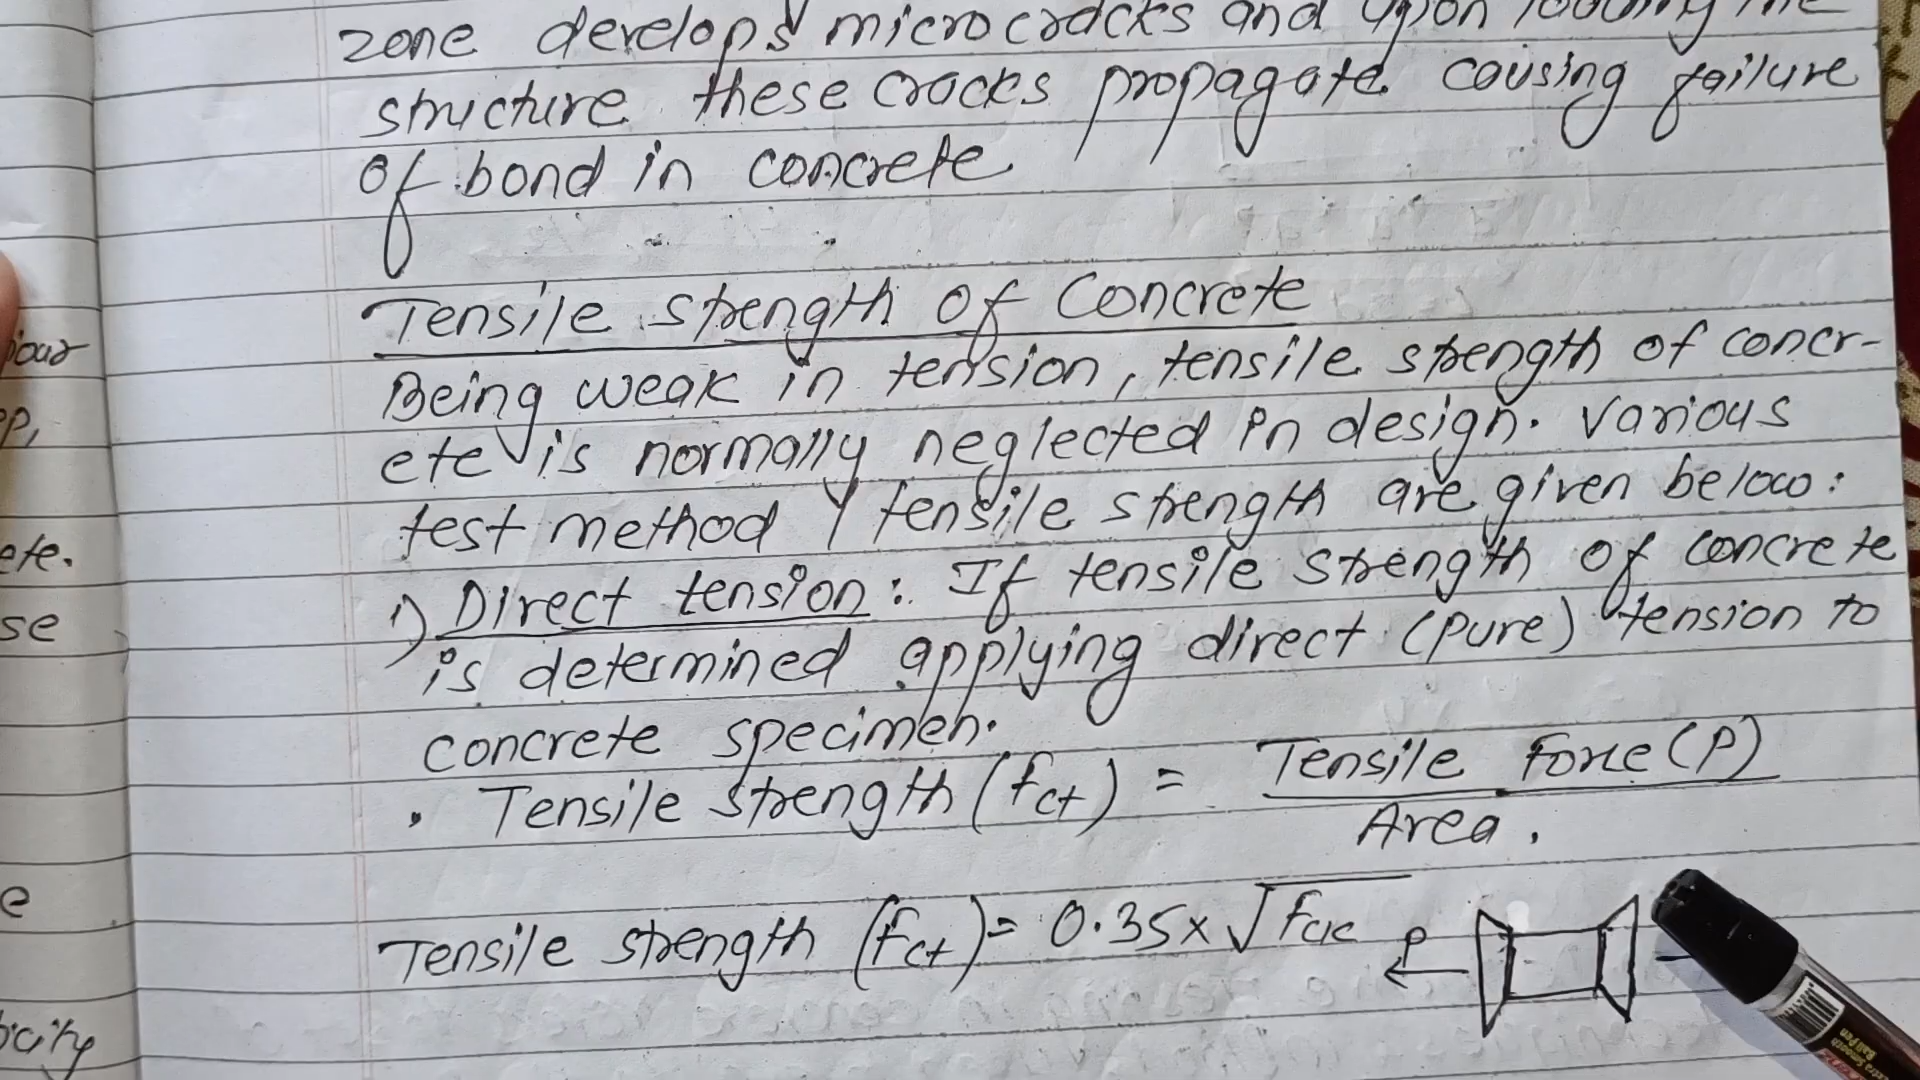 zone develops microcracks and upon loading the
structure these cracks propagate causing failure
of bond in concrete
Tensile strength of Concrete
Being weak in tension, tensile strength of concr-
ete is normally neglected in design. Various
test method / tensile strength are given below:
i) Direct tension: If tensile strength of concrete
is determined applying direct (pure) tension to
concrete specimen.
. Tensile strength (fct) = Tensile Force (P)
Area.
Tensile strength (fct) = 0.35 x √fck
P
ete.
se
e